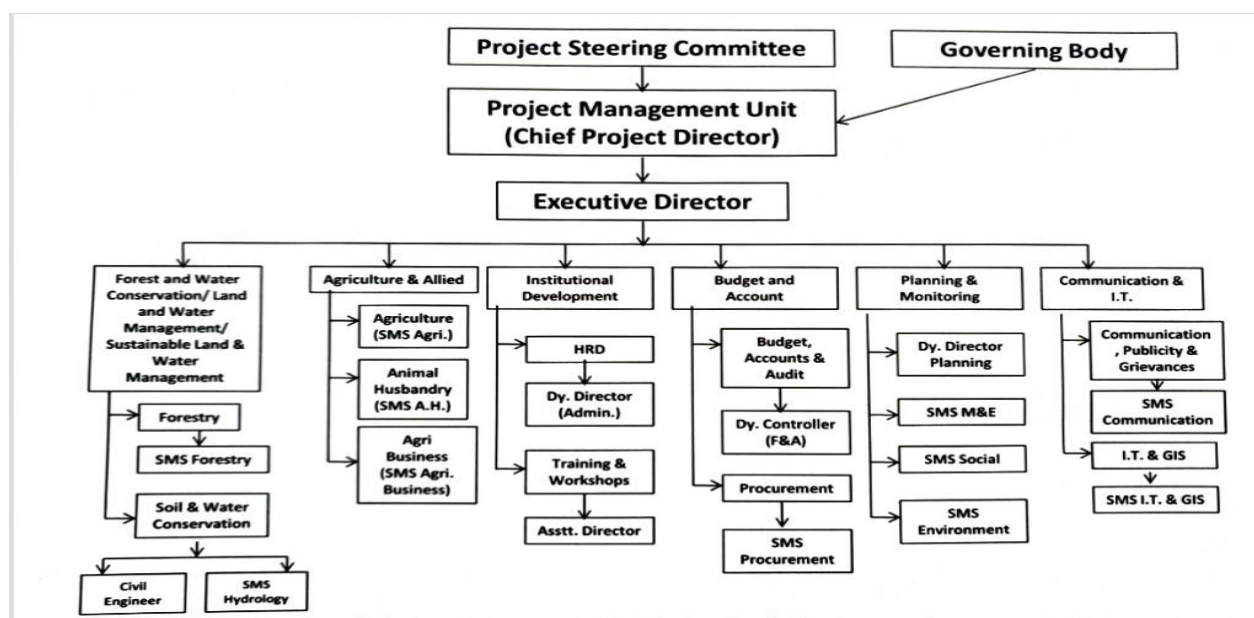 Project Steering Committee
Governing Body
Project Management Unit
(Chief Project Director)
Executive Director
Forest and Water
Conservation/ Land
and Water
Management/
Sustainable Land &
Water
Management
Forestry
SMS Forestry
Soil & Water
Conservation
Civil
Engineer
SMS
Hydrology
Agriculture & Allied
Agriculture
(SMS Agri.)
Animal
Husbandry
(SMS A.H.)
Agri
Business
(SMS Agri.
Business)
Institutional
Development
HRD
Dy. Director
(Admin.)
Training &
Workshops
Asstt. Director
Budget and
Account
Budget,
Accounts &
Audit
Dy. Controller
(F&A)
Procurement
SMS
Procurement
Planning &
Monitoring
Dy. Director
Planning
SMS M&E
SMS Social
SMS
Environment
Communication &
I.T.
Communication
, Publicity &
Grievances
SMS
Communication
I.T. & GIS
SMS I.T. & GIS